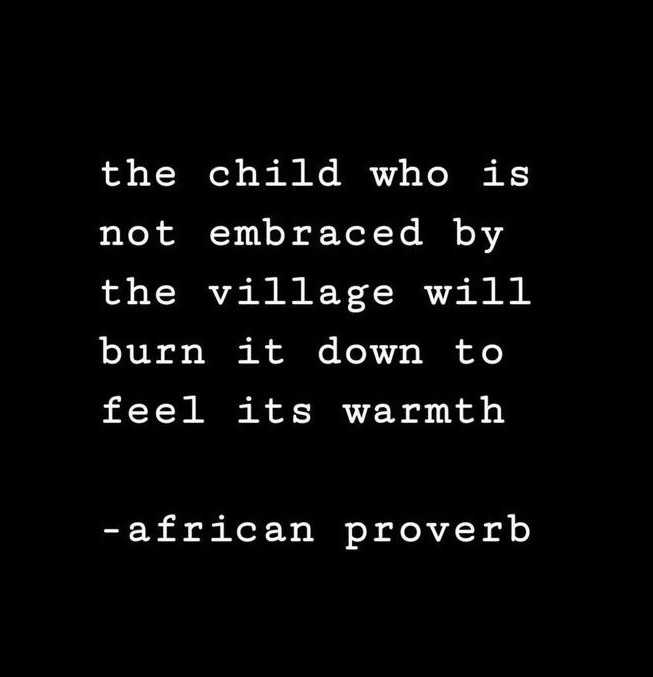 the child who is
not embraced by
the village will
burn it down to
feel its warmth
-african proverb